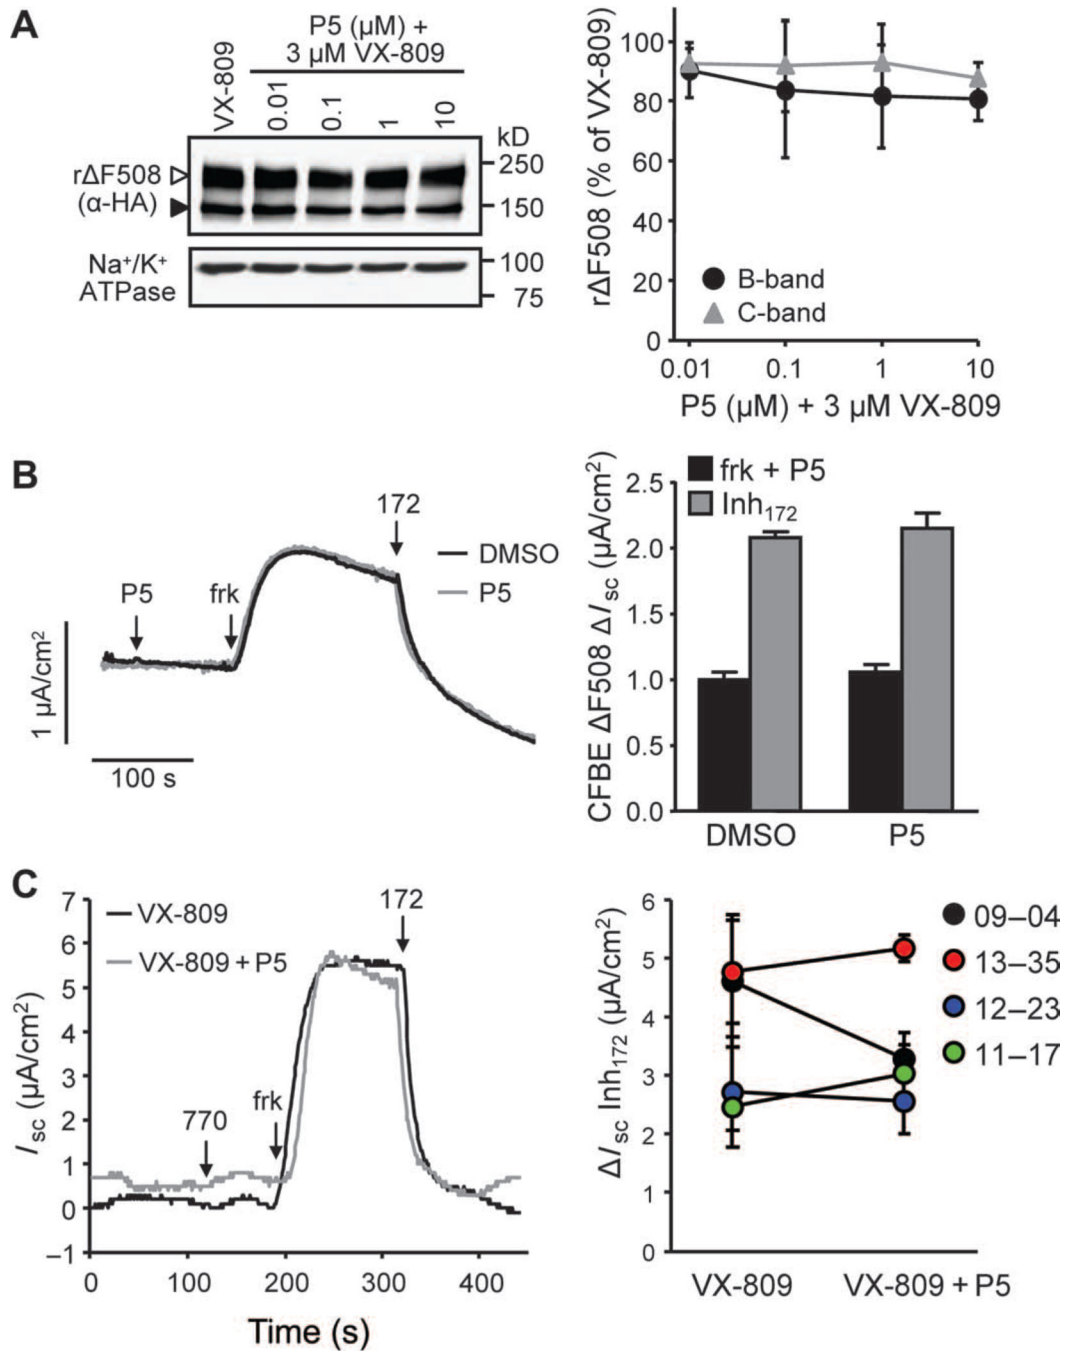 A
P5 (μM) +
3 μM VX-809
VX-809
0.01
0.1
1
10
kD
rΔF508
(α-HA)
250
150
Na⁺/K⁺
ATPase
100
75
rΔF508 (% of VX-809)
100
80
60
40
20
0
B-band
C-band
0.01
0.1
1
10
P5 (μM) + 3 μM VX-809
B
172
DMSO
P5
P5
frk
1 μA/cm²
100 s
CFBE ΔF508 ΔIsc (μA/cm²)
frk + P5
Inh₁₇₂
2.5
2.0
1.5
1.0
0.5
0.0
DMSO
P5
C
Isc (μA/cm²)
7
6
5
4
3
2
1
0
–1
VX-809
VX-809 + P5
172
770
frk
0
100
200
300
400
Time (s)
ΔIsc Inh₁₇₂ (μA/cm²)
6
5
4
3
2
1
0
09–04
13–35
12–23
11–17
VX-809
VX-809 + P5